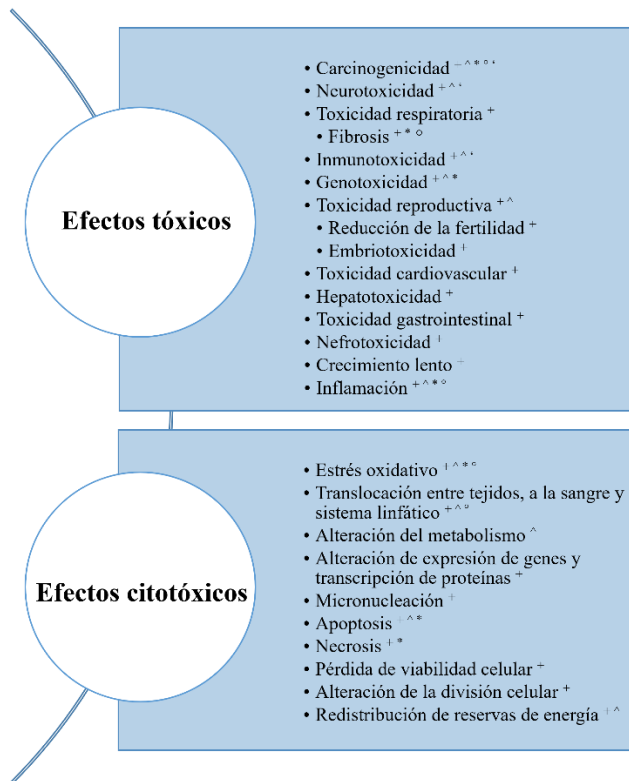 Efectos tóxicos
• Carcinogenicidad + ^ * ° ‘
• Neurotoxicidad + ^ ‘
• Toxicidad respiratoria +
• Fibrosis + * °
• Inmunotoxicidad + ^ ‘
• Genotoxicidad + ^ *
• Toxicidad reproductiva + ^
• Reducción de la fertilidad +
• Embriotoxicidad +
• Toxicidad cardiovascular +
• Hepatotoxicidad +
• Toxicidad gastrointestinal +
• Nefrotoxicidad +
• Crecimiento lento +
• Inflamación + ^ * °
Efectos citotóxicos
• Estrés oxidativo + ^ * °
• Translocación entre tejidos, a la sangre y
sistema linfático + ^ °
• Alteración del metabolismo ^
• Alteración de expresión de genes y
transcripción de proteínas +
• Micronucleación +
• Apoptosis + ^ *
• Necrosis + *
• Pérdida de viabilidad celular +
• Alteración de la división celular +
• Redistribución de reservas de energía + ^